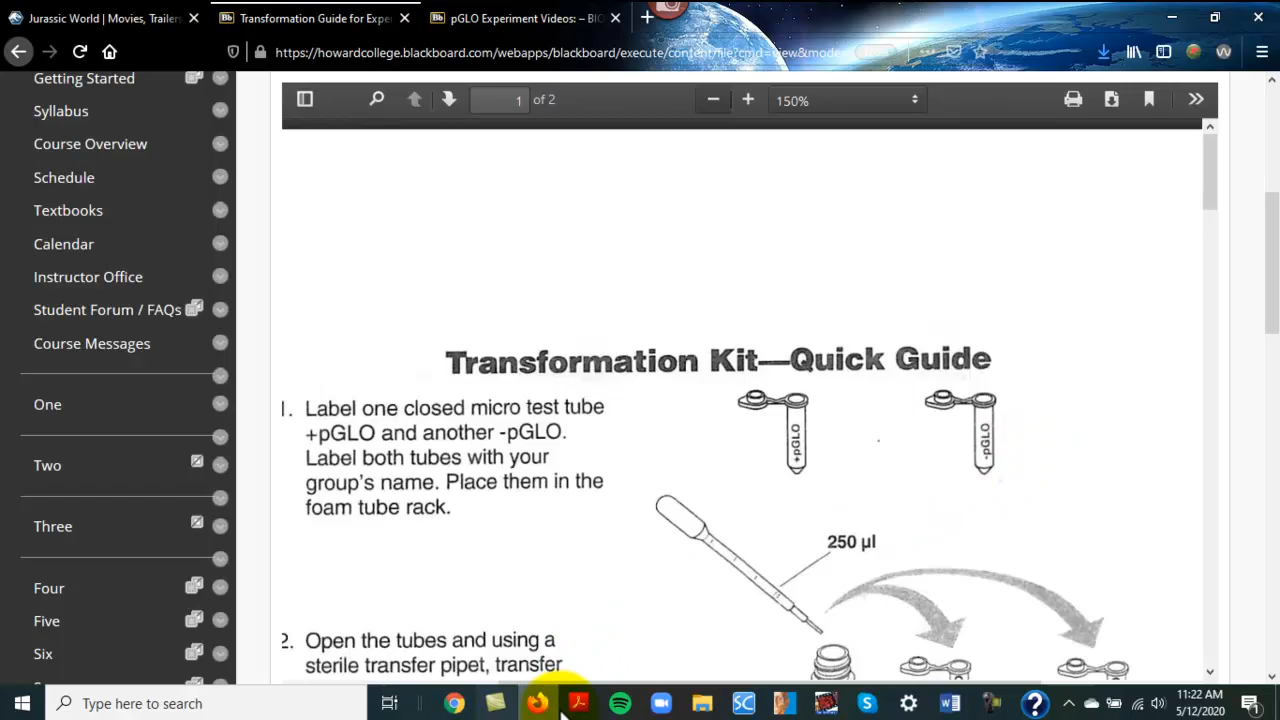 Jurassic World | Movies, Trailers
Transformation Guide for Exper
pGLO Experiment Videos: – BIO
https://howardcollege.blackboard.com/webapps/blackboard/execute/content/file?cmd=view&mode=
Getting Started
Syllabus
Course Overview
Schedule
Textbooks
Calendar
Instructor Office
Student Forum / FAQs
Course Messages
One
Two
Three
Four
Five
Six
1 of 2
150%
Transformation Kit—Quick Guide
1. Label one closed micro test tube
+pGLO and another -pGLO.
Label both tubes with your
group's name. Place them in the
foam tube rack.
+pGLO
-pGLO
250 µl
2. Open the tubes and using a
sterile transfer pipet, transfer
Type here to search
11:22 AM
5/12/2020